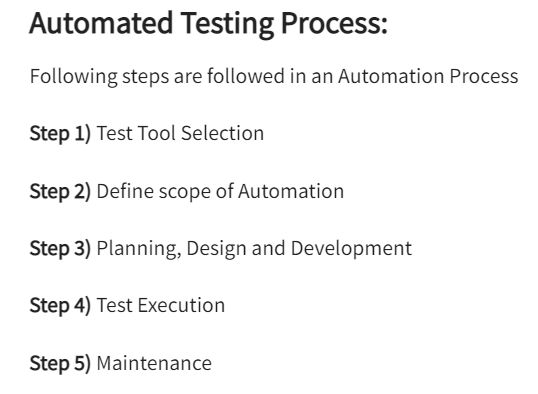 Automated Testing Process:
Following steps are followed in an Automation Process
Step 1) Test Tool Selection
Step 2) Define scope of Automation
Step 3) Planning, Design and Development
Step 4) Test Execution
Step 5) Maintenance